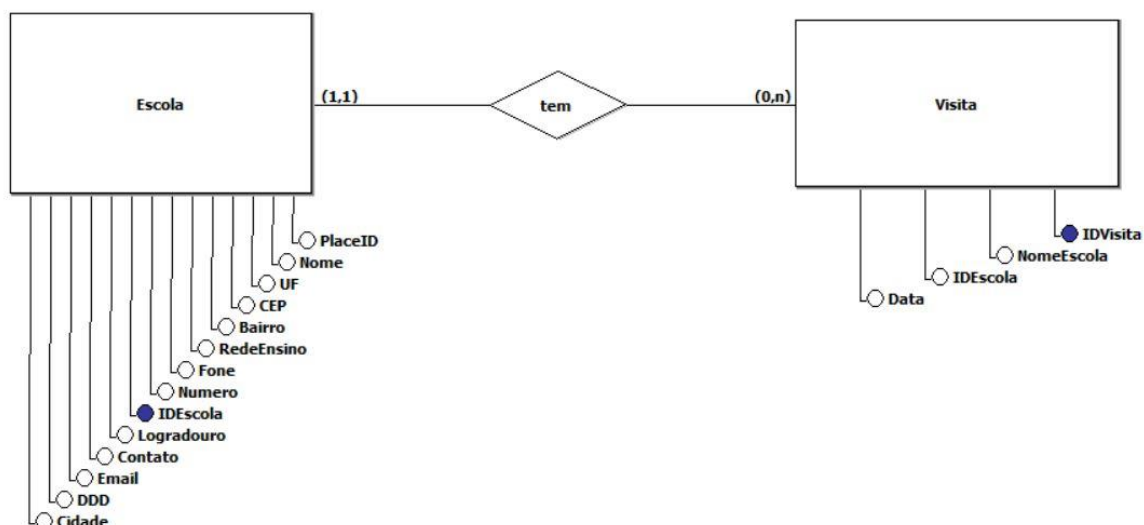 Escola
(1,1)
tem
(0,n)
Visita
PlaceID
Nome
UF
CEP
Bairro
RedeEnsino
Fone
Numero
IDEscola
Logradouro
Contato
Email
DDD
Cidade
IDVisita
NomeEscola
IDEscola
Data